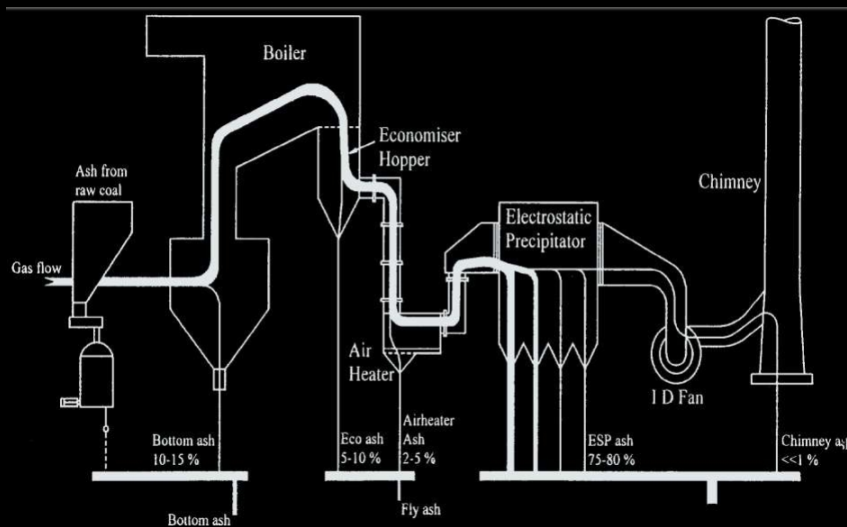 Boiler
Economiser
Hopper
Ash from
raw coal
Chimney
Electrostatic
Precipitator
Gas flow
Air
Heater
I D Fan
Bottom ash
10-15 %
Eco ash
5-10 %
Airheater
Ash
2-5 %
ESP ash
75-80 %
Chimney
<<1 %
Bottom ash
Fly ash